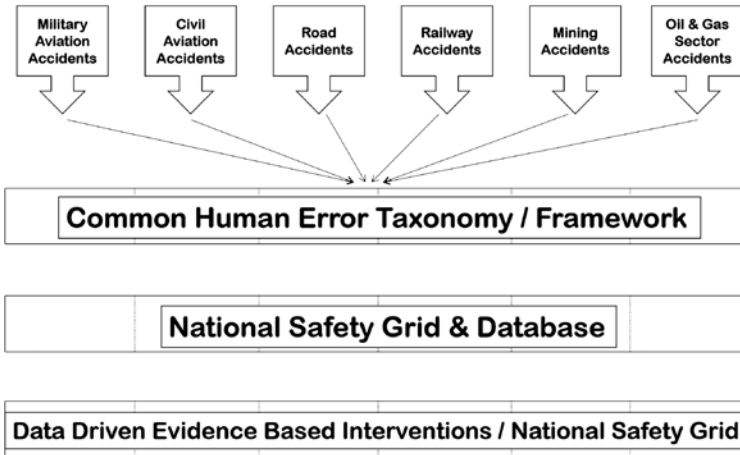 Military
Aviation
Accidents
Civil
Aviation
Accidents
Road
Accidents
Railway
Accidents
Mining
Accidents
Oil & Gas
Sector
Accidents
Common Human Error Taxonomy / Framework
National Safety Grid & Database
Data Driven Evidence Based Interventions / National Safety Grid